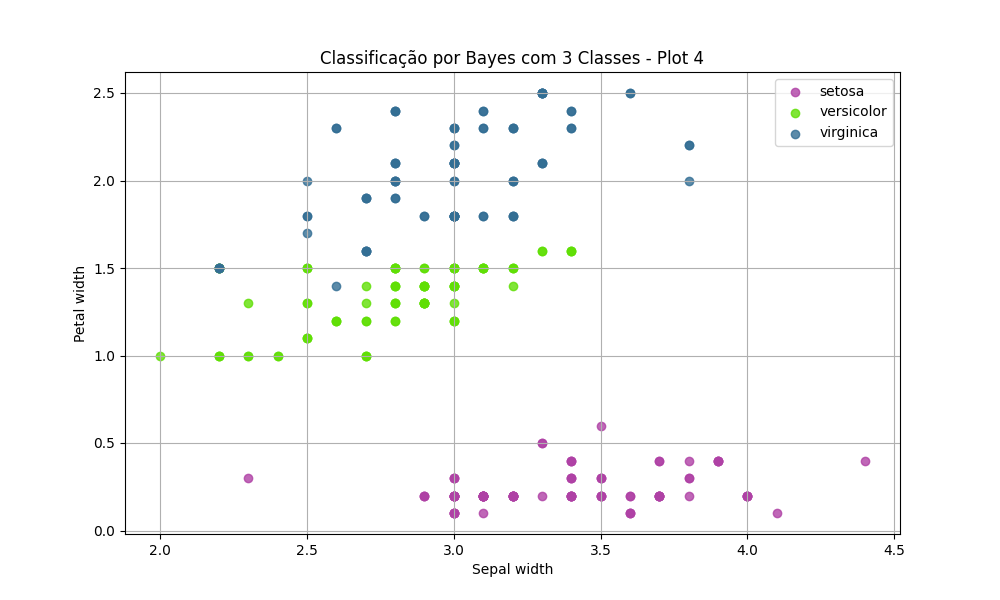 Classificação por Bayes com 3 Classes - Plot 4
setosa
versicolor
virginica
Petal width
2.5
2.0
1.5
1.0
0.5
0.0
2.0 2.5 3.0 3.5 4.0 4.5
Sepal width